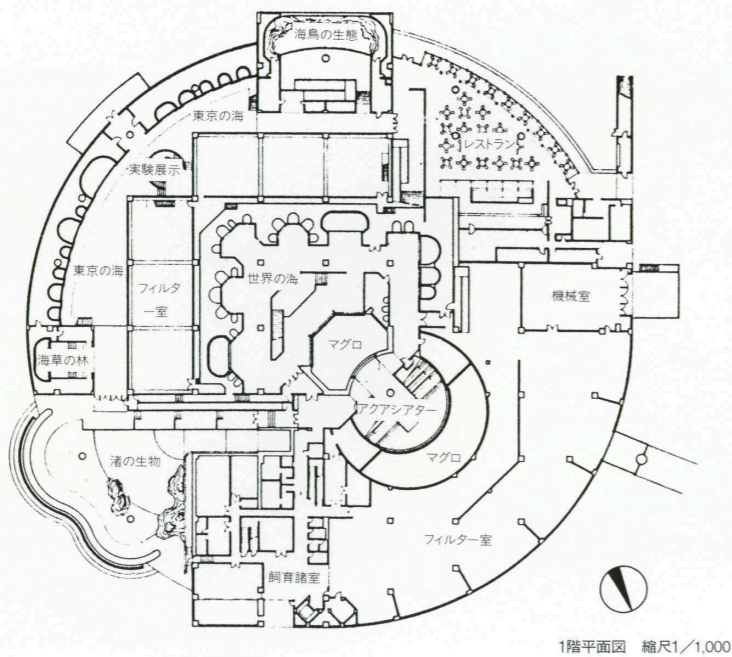 海鳥の生態
東京の海
レストラン
実験展示
東京の海
フィルタ
ー室
世界の海
機械室
マグロ
海草の林
アクアシアター
マグロ
渚の生物
フィルター室
飼育諸室
1階平面図 縮尺1/1,000